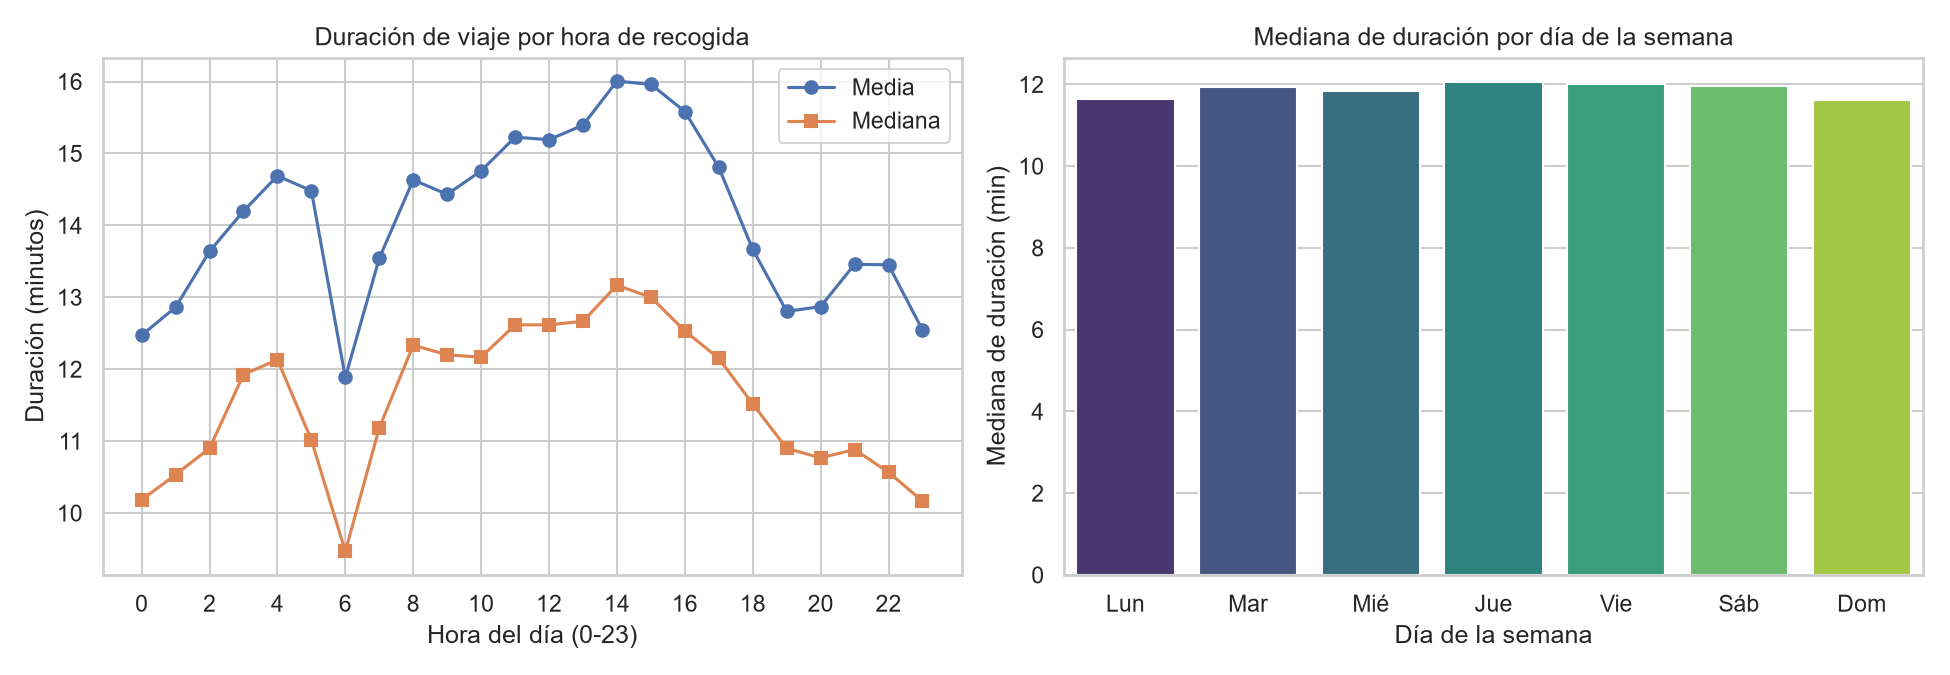 Duración de viaje por hora de recogida
Media
Mediana
16
15
14
13
12
11
10
Duración (minutos)
0 2 4 6 8 10 12 14 16 18 20 22
Hora del día (0-23)
Mediana de duración por día de la semana
12
10
8
6
4
2
0
Mediana de duración (min)
Lun Mar Mié Jue Vie Sáb Dom
Día de la semana